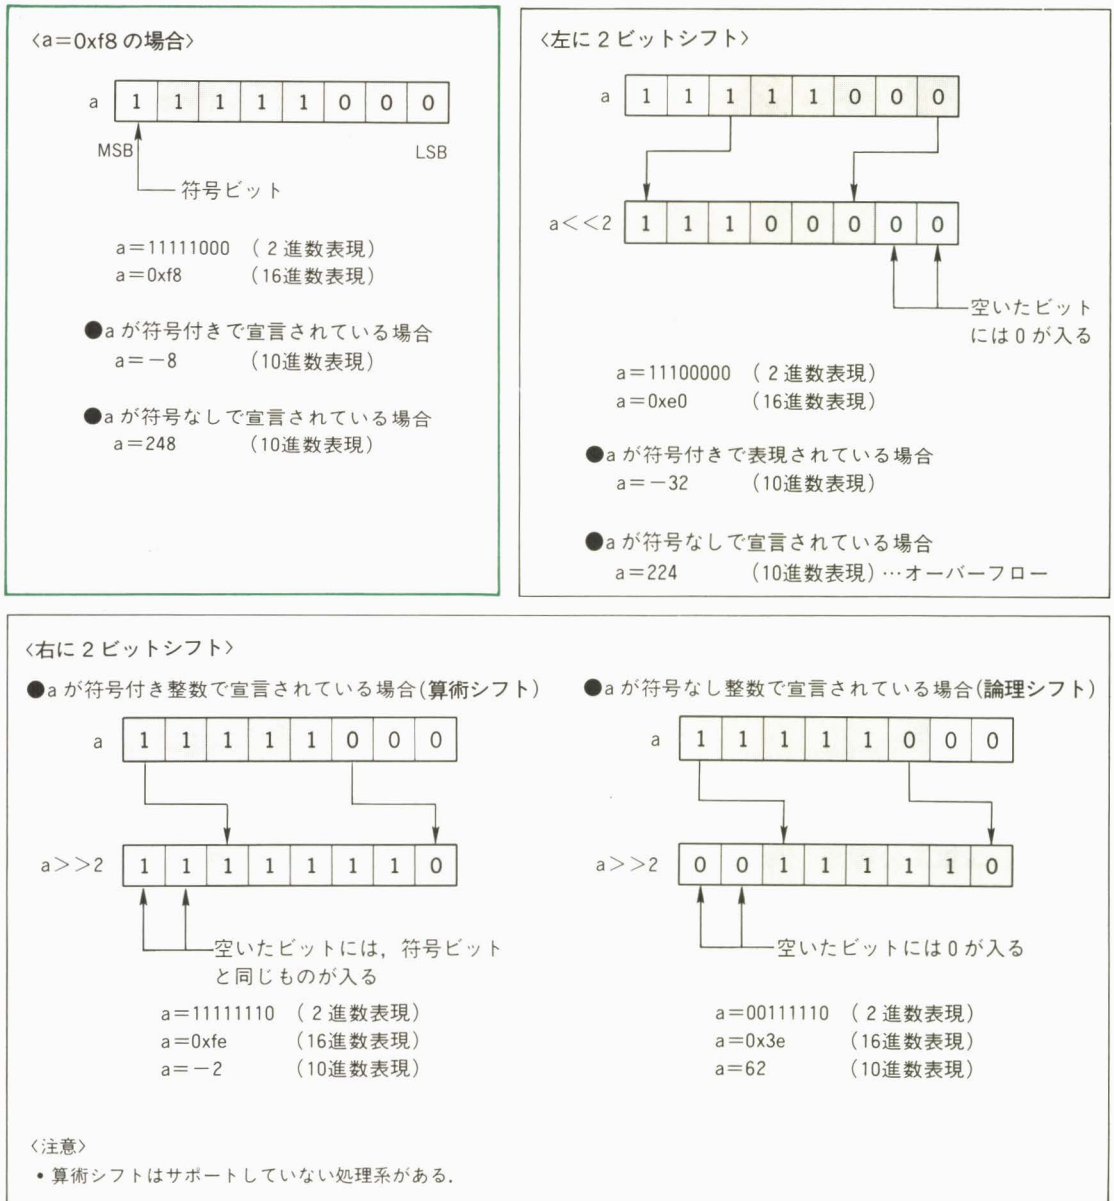 〈a=0xf8 の場合〉
a 1 1 1 1 1 0 0 0
MSB LSB
符号ビット
a=11111000 （2進数表現）
a=0xf8 （16進数表現）
●a が符号付きで宣言されている場合
a=−8 （10進数表現）
●a が符号なしで宣言されている場合
a=248 （10進数表現）
〈左に 2 ビットシフト〉
a 1 1 1 1 1 0 0 0
a<<2 1 1 1 0 0 0 0 0
空いたビット
には 0 が入る
a=11100000 （2進数表現）
a=0xe0 （16進数表現）
●a が符号付きで表現されている場合
a=−32 （10進数表現）
●a が符号なしで宣言されている場合
a=224 （10進数表現）…オーバーフロー
〈右に 2 ビットシフト〉
●a が符号付き整数で宣言されている場合(算術シフト)
a 1 1 1 1 1 0 0 0
a>>2 1 1 1 1 1 1 1 0
空いたビットには，符号ビット
と同じものが入る
a=11111110 （2進数表現）
a=0xfe （16進数表現）
a=−2 （10進数表現）
●a が符号なし整数で宣言されている場合(論理シフト)
a 1 1 1 1 1 0 0 0
a>>2 0 0 1 1 1 1 1 0
空いたビットには 0 が入る
a=00111110 （2進数表現）
a=0x3e （16進数表現）
a=62 （10進数表現）
〈注意〉
• 算術シフトはサポートしていない処理系がある．